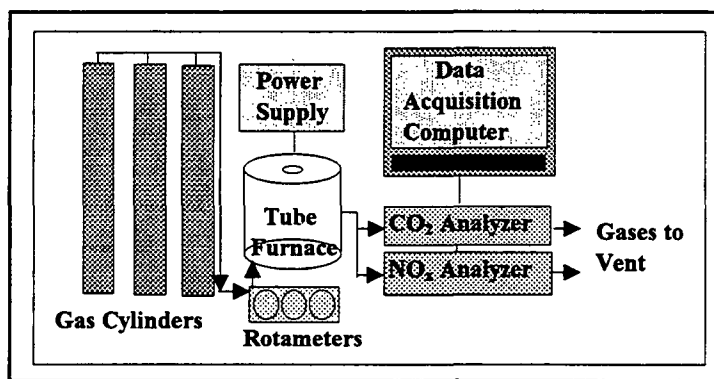 Power
Supply
Data
Acquisition
Computer
Tube
Furnace
CO₂ Analyzer
NOₓ Analyzer
Gases to
Vent
Gas Cylinders
Rotameters